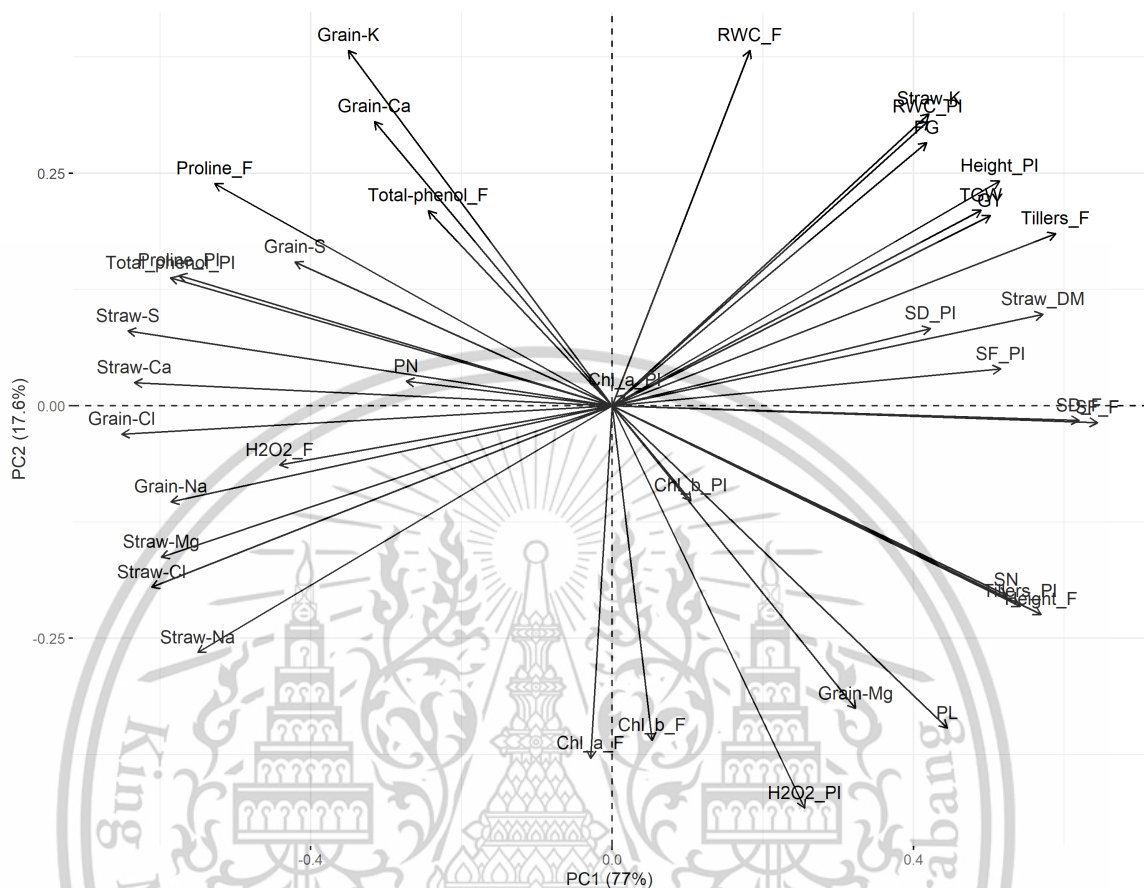 Grain-K
RWC_F
Grain-Ca
Straw-K
RWC_PI
FG
0.25
Proline_F
Total-phenol_F
Height_PI
TGW
GY
Tillers_F
Grain-S
Proline_PI
Total_phenol_PI
Straw-S
Straw_DM
SD_PI
Straw-Ca
PN
Chl_a_PI
SF_PI
0.00
Grain-Cl
SD_F
SF_F
PC2 (17.6%)
H2O2_F
Grain-Na
Chl_b_PI
Straw-Mg
Straw-Cl
SN
Tillers_PI
Height_F
-0.25
Straw-Na
Grain-Mg
PL
Chl_b_F
Chl_a_F
H2O2_PI
King
abang
-0.4
0.0
0.4
PC1 (77%)